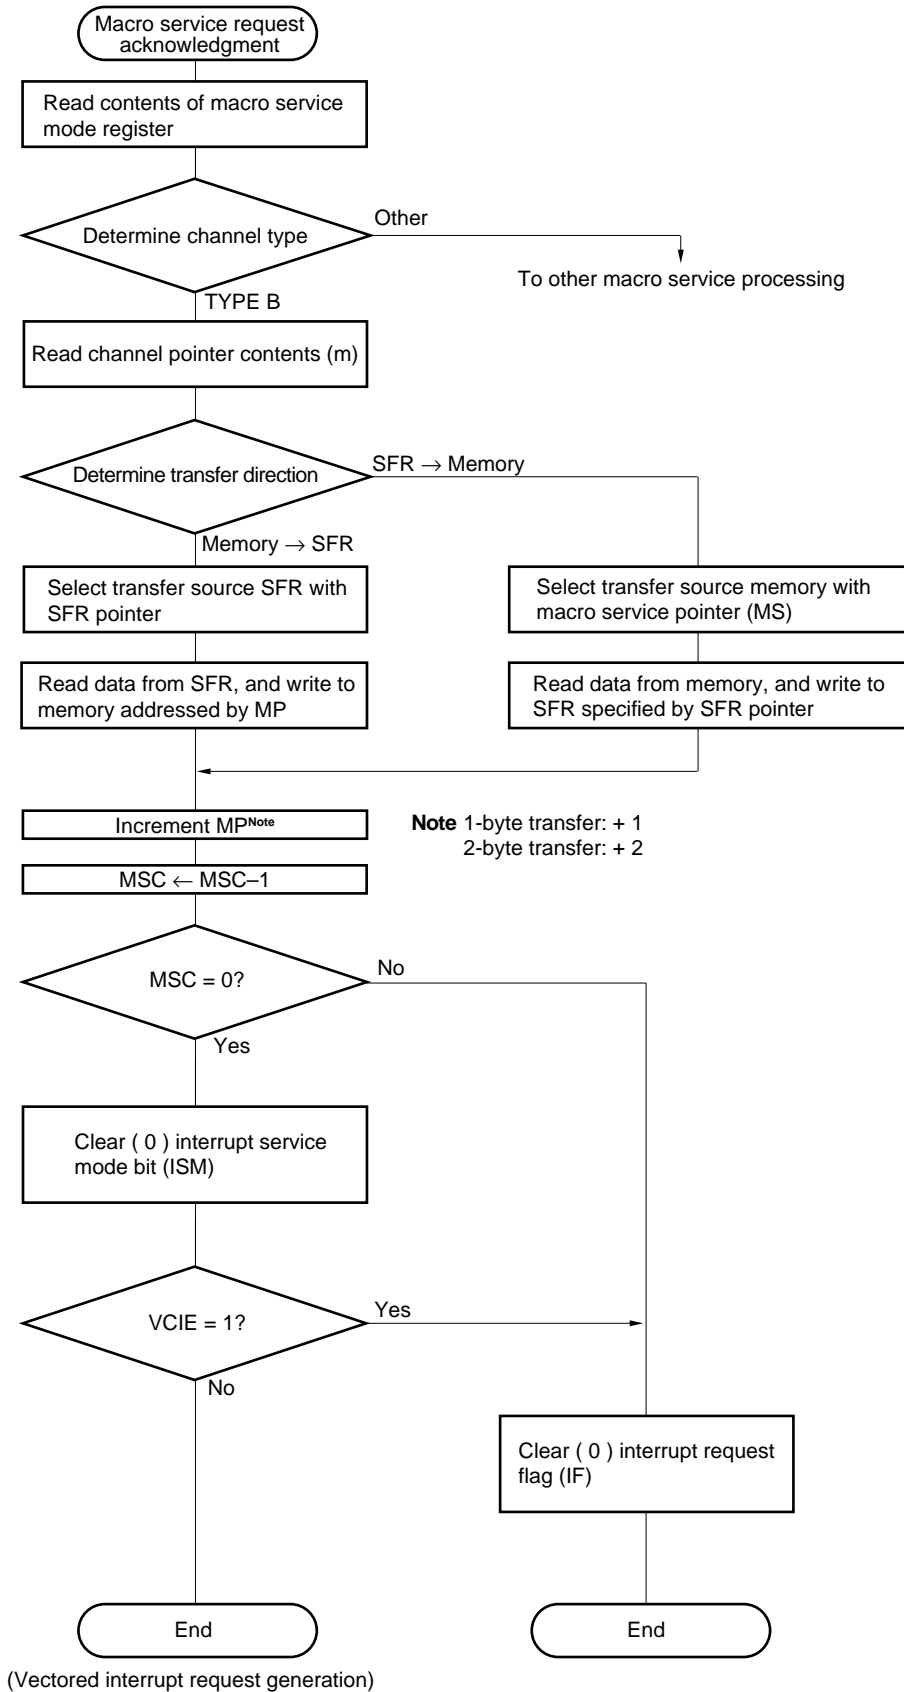 Macro service request
acknowledgment
Read contents of macro service
mode register
Determine channel type
Other
To other macro service processing
TYPE B
Read channel pointer contents (m)
Determine transfer direction
SFR → Memory
Memory → SFR
Select transfer source SFR with
SFR pointer
Select transfer source memory with
macro service pointer (MS)
Read data from SFR, and write to
memory addressed by MP
Read data from memory, and write to
SFR specified by SFR pointer
Increment MPNote
Note 1-byte transfer: + 1
2-byte transfer: + 2
MSC ← MSC–1
MSC = 0?
No
Yes
Clear ( 0 ) interrupt service
mode bit (ISM)
VCIE = 1?
Yes
No
Clear ( 0 ) interrupt request
flag (IF)
End
End
(Vectored interrupt request generation)